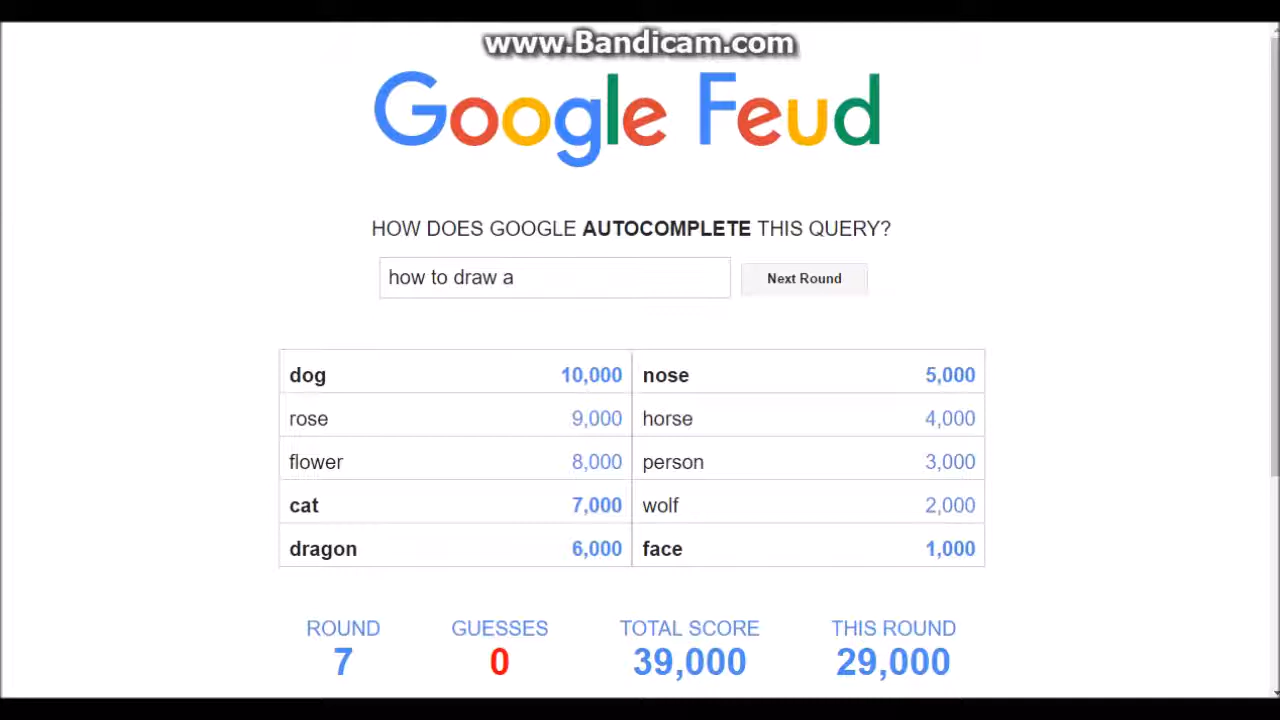 www.Bandicam.com
Google Feud
HOW DOES GOOGLE AUTOCOMPLETE THIS QUERY?
how to draw a
Next Round
dog 10,000 nose 5,000
rose 9,000 horse 4,000
flower 8,000 person 3,000
cat 7,000 wolf 2,000
dragon 6,000 face 1,000
ROUND GUESSES TOTAL SCORE THIS ROUND
7 0 39,000 29,000